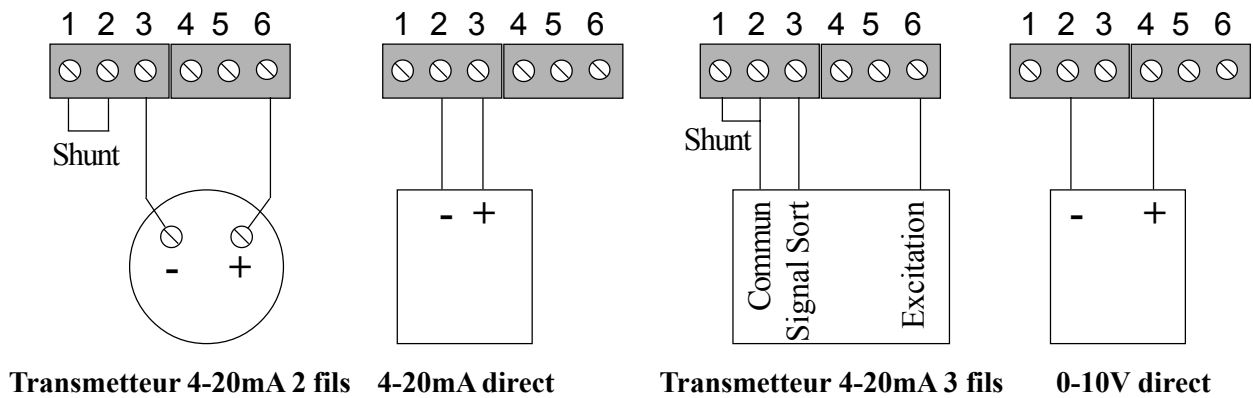 1 2 3 4 5 6
1 2 3 4 5 6
1 2 3 4 5 6
1 2 3 4 5 6
Shunt
Shunt
- +
- +
Commun
Signal Sort
Excitation
- +
Transmetteur 4-20mA 2 fils
4-20mA direct
Transmetteur 4-20mA 3 fils
0-10V direct